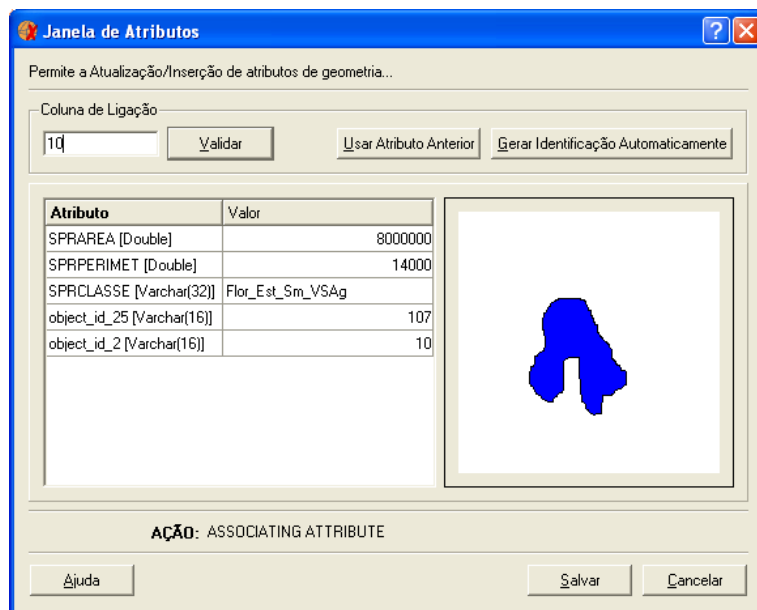 Janela de Atributos
Permite a Atualização/Inserção de atributos de geometria...
Coluna de Ligação
10 Validar Usar Atributo Anterior Gerar Identificação Automaticamente
Atributo Valor
SPRAREA [Double] 8000000
SPRPERIMET [Double] 14000
SPRCLASSE [Varchar(32)] Flor_Est_Sm_VSAg
object_id_25 [Varchar(16)] 107
object_id_2 [Varchar(16)] 10
AÇÃO: ASSOCIATING ATTRIBUTE
Ajuda Salvar Cancelar